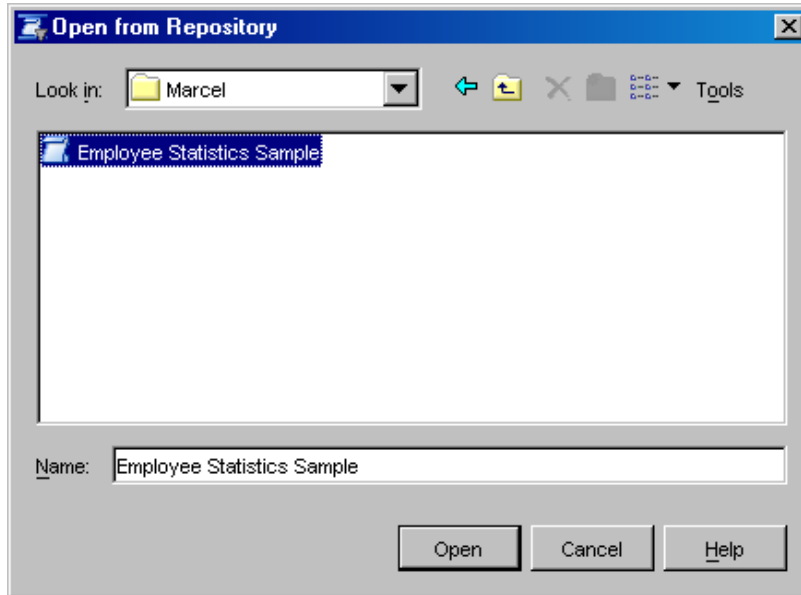 Open from Repository
Look in: Marcel Tools
Employee Statistics Sample
Name: Employee Statistics Sample
Open Cancel Help